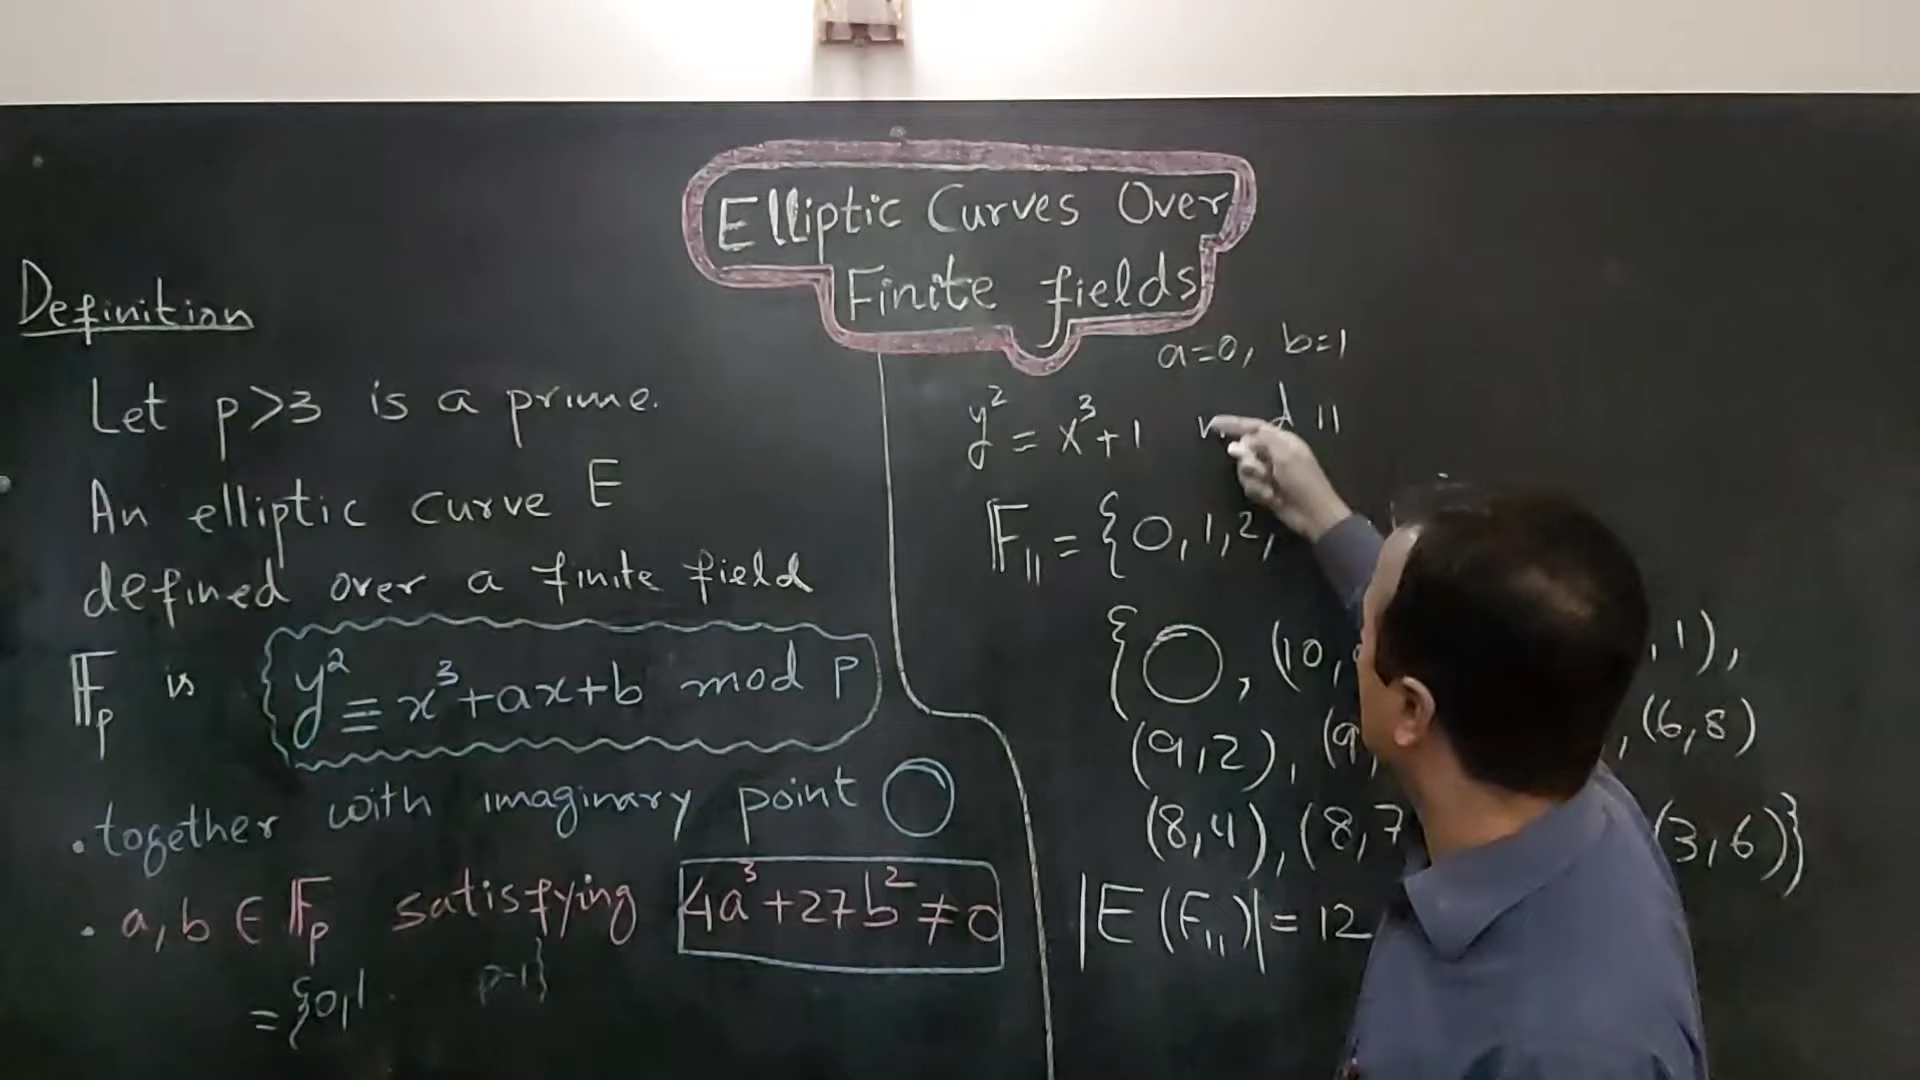 Elliptic Curves Over
Finite fields
Definition
Let p>3 is a prime.
An elliptic curve E
defined over a finite field
𝔽ₚ is y² ≡ x³+ax+b mod p
• together with imaginary point O
• a, b ∈ 𝔽ₚ satisfying 4a³+27b² ≠ 0
= {0,1 . p-1}
a=0, b=1
y² = x³+1 11
𝔽₁₁ = {0,1,2,
{O, (10, ,1),
(9,2), (9, , (6,8)
(8,4), (8,7 (3,6)}
|E(F₁₁)| = 12